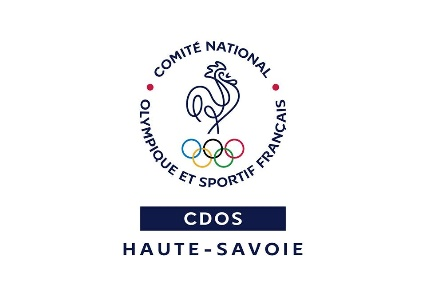 COMITÉ NATIONAL
OLYMPIQUE ET SPORTIF FRANÇAIS
CDOS
HAUTE-SAVOIE